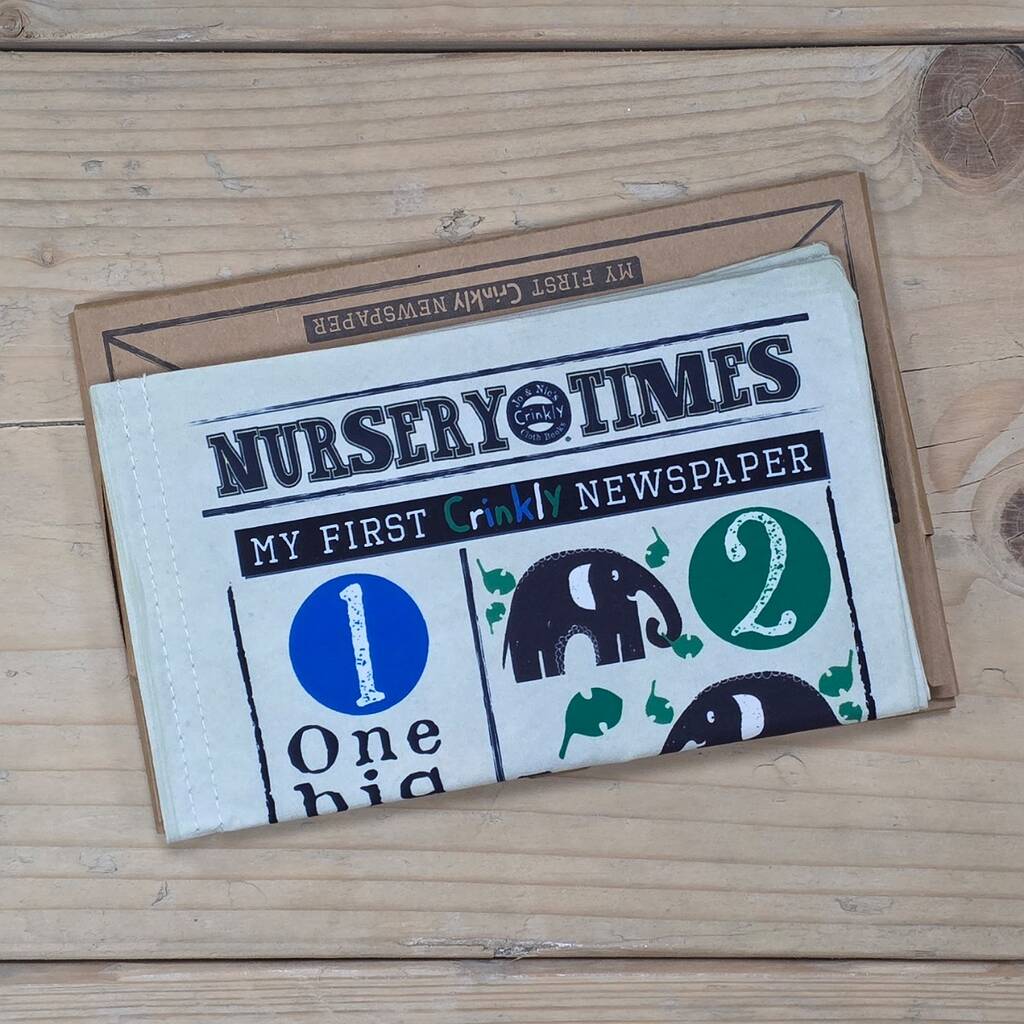 MY FIRST Crinkly NEWSPAPER
NURSERY TIMES
Jo & Nic's
Crinkly
Cloth Books
MY FIRST Crinkly NEWSPAPER
1
2
One
big